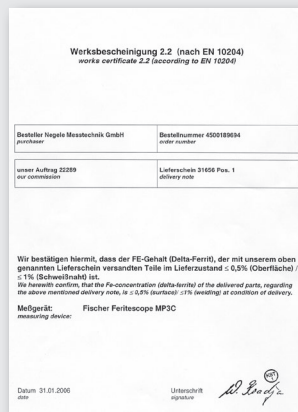 Werksbescheinigung 2.2 (nach EN 10204)
works certificate 2.2 (according to EN 10204)
Besteller Negele Messtechnik GmbH
purchaser
Bestellnummer 4500189694
order number
unser Auftrag 22289
our commission
Lieferschein 31656 Pos. 1
delivery note
Wir bestätigen hiermit, dass der FE-Gehalt (Delta-Ferrit), der mit unserem oben
genannten Lieferschein versandten Teile im Lieferzustand ≤ 0,5% (Oberfläche) /
≤ 1% (Schweißnaht) ist.
We herewith confirm, that the Fe-concentration (delta-ferrite) of the delivered parts, regarding
the above mentioned delivery note, is ≤ 0,5% (surface)/ ≤1% (welding) at condition of delivery.
Meßgerät: Fischer Feritescope MP3C
measuring device:
Datum 31.01.2006
date
Unterschrift
signature